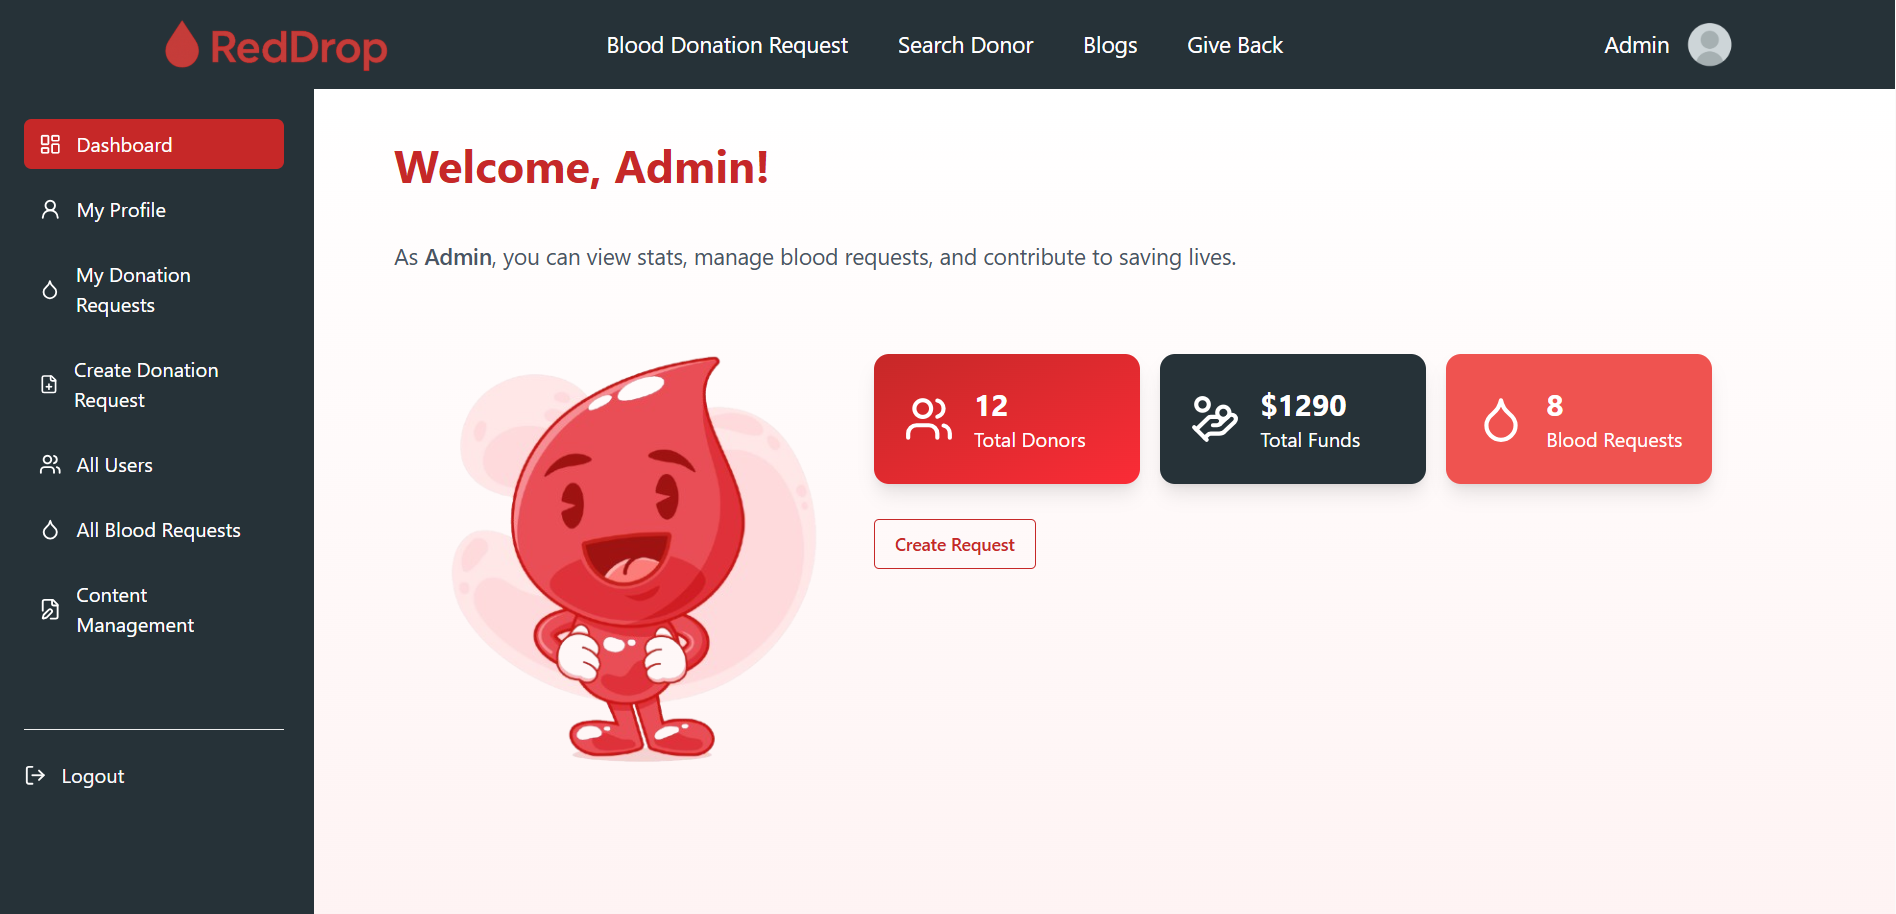 RedDrop
Blood Donation Request
Search Donor
Blogs
Give Back
Admin
Dashboard
My Profile
My Donation
Requests
Create Donation
Request
All Users
All Blood Requests
Content
Management
Logout
Welcome, Admin!
As Admin, you can view stats, manage blood requests, and contribute to saving lives.
12
Total Donors
$1290
Total Funds
8
Blood Requests
Create Request